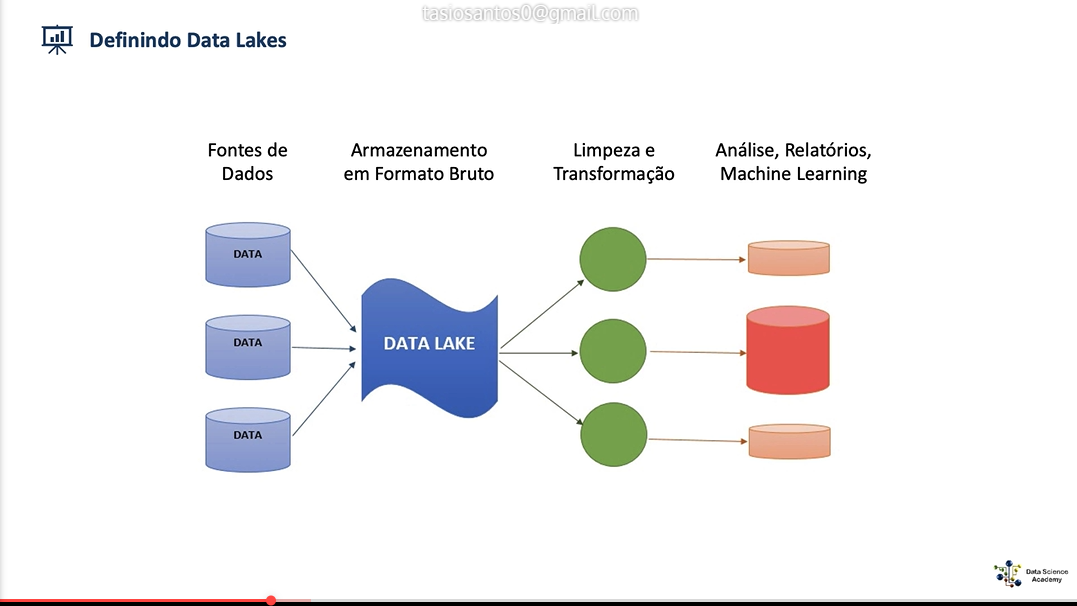 tasiosantos0@gmail.com
Definindo Data Lakes
Fontes de
Dados
Armazenamento
em Formato Bruto
Limpeza e
Transformação
Análise, Relatórios,
Machine Learning
DATA
DATA
DATA
DATA LAKE
Data Science
Academy